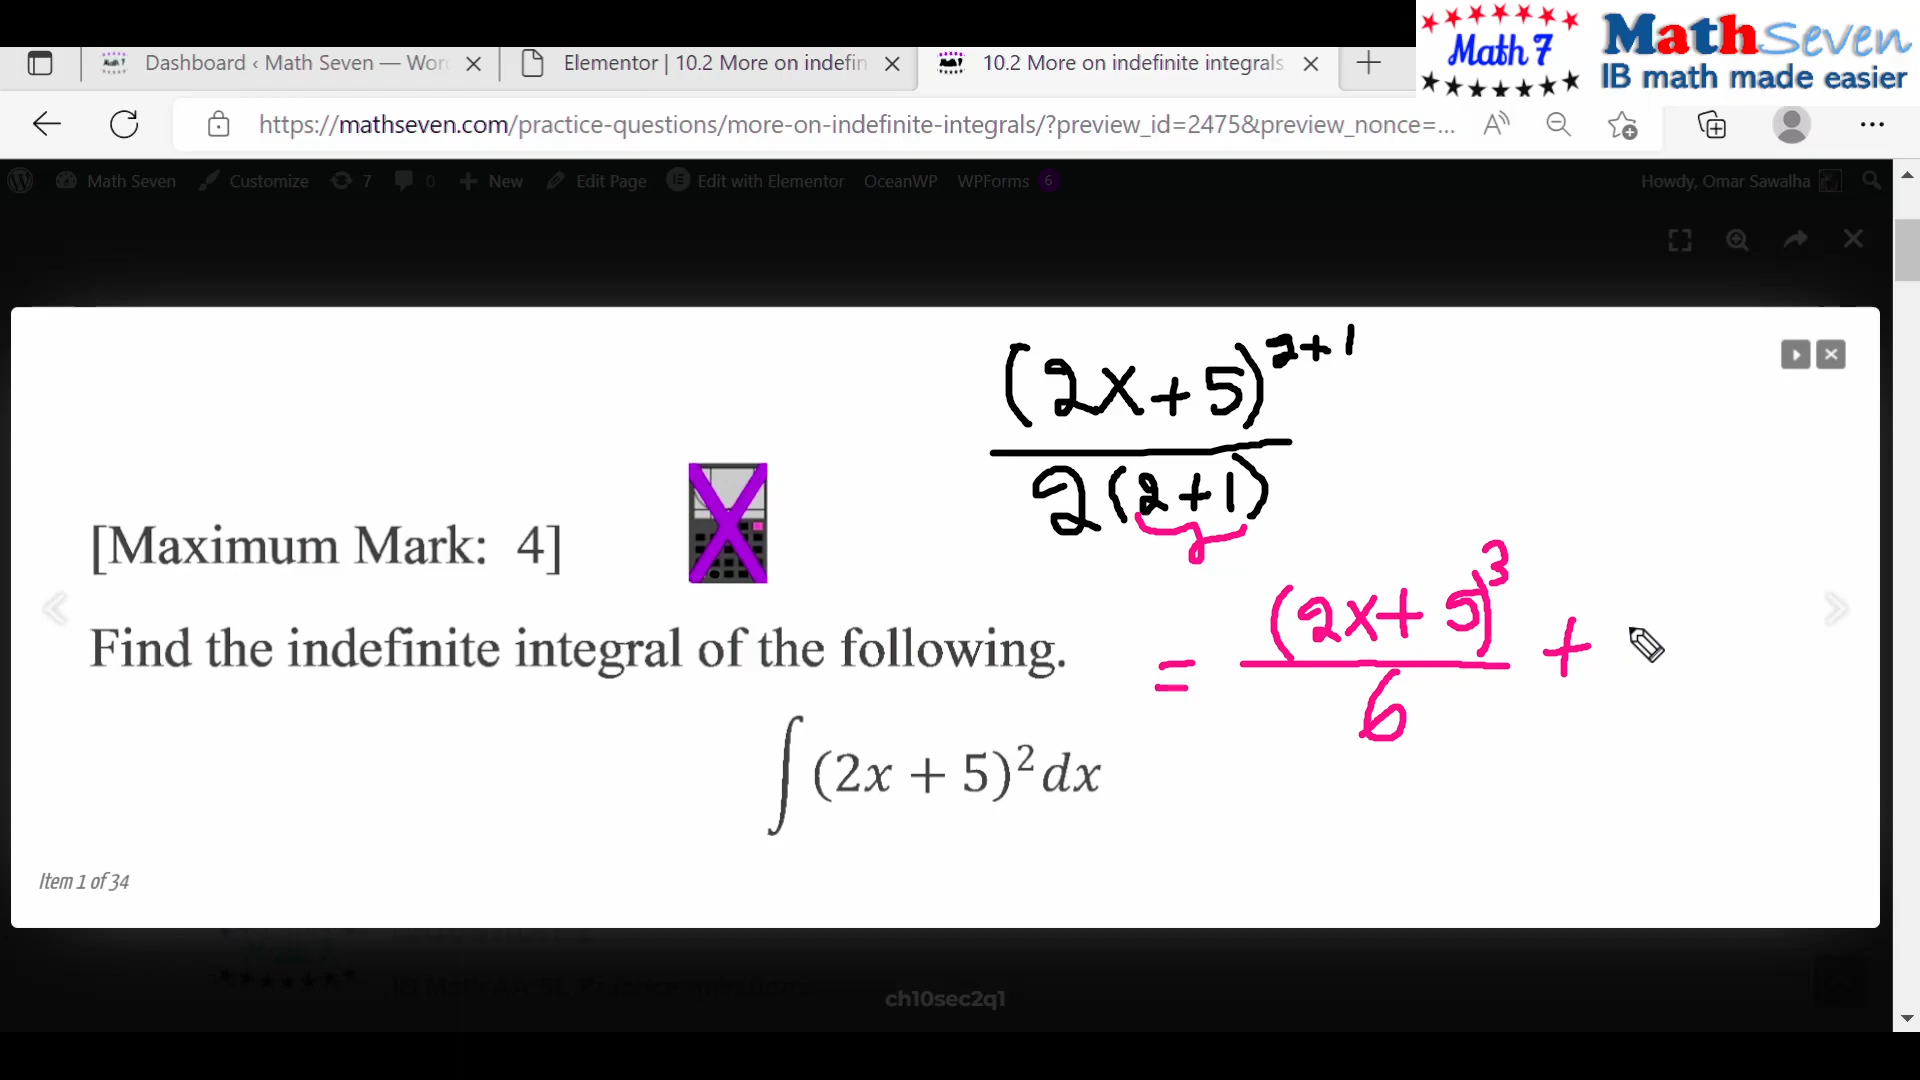 Math 7
MathSeven
IB math made easier
Dashboard ‹ Math Seven — Wor
Elementor | 10.2 More on indefin
10.2 More on indefinite integrals
https://mathseven.com/practice-questions/more-on-indefinite-integrals/?preview_id=2475&preview_nonce=...
Math Seven
Customize
7
0
New
Edit Page
Edit with Elementor
OceanWP
WPForms 6
Howdy, Omar Sawalha
(2x+5)^2+1
2(2+1)
[Maximum Mark: 4]
= (2x+5)^3 / 6 +
Find the indefinite integral of the following.
∫(2x + 5)² dx
Item 1 of 34
ch10sec2q1